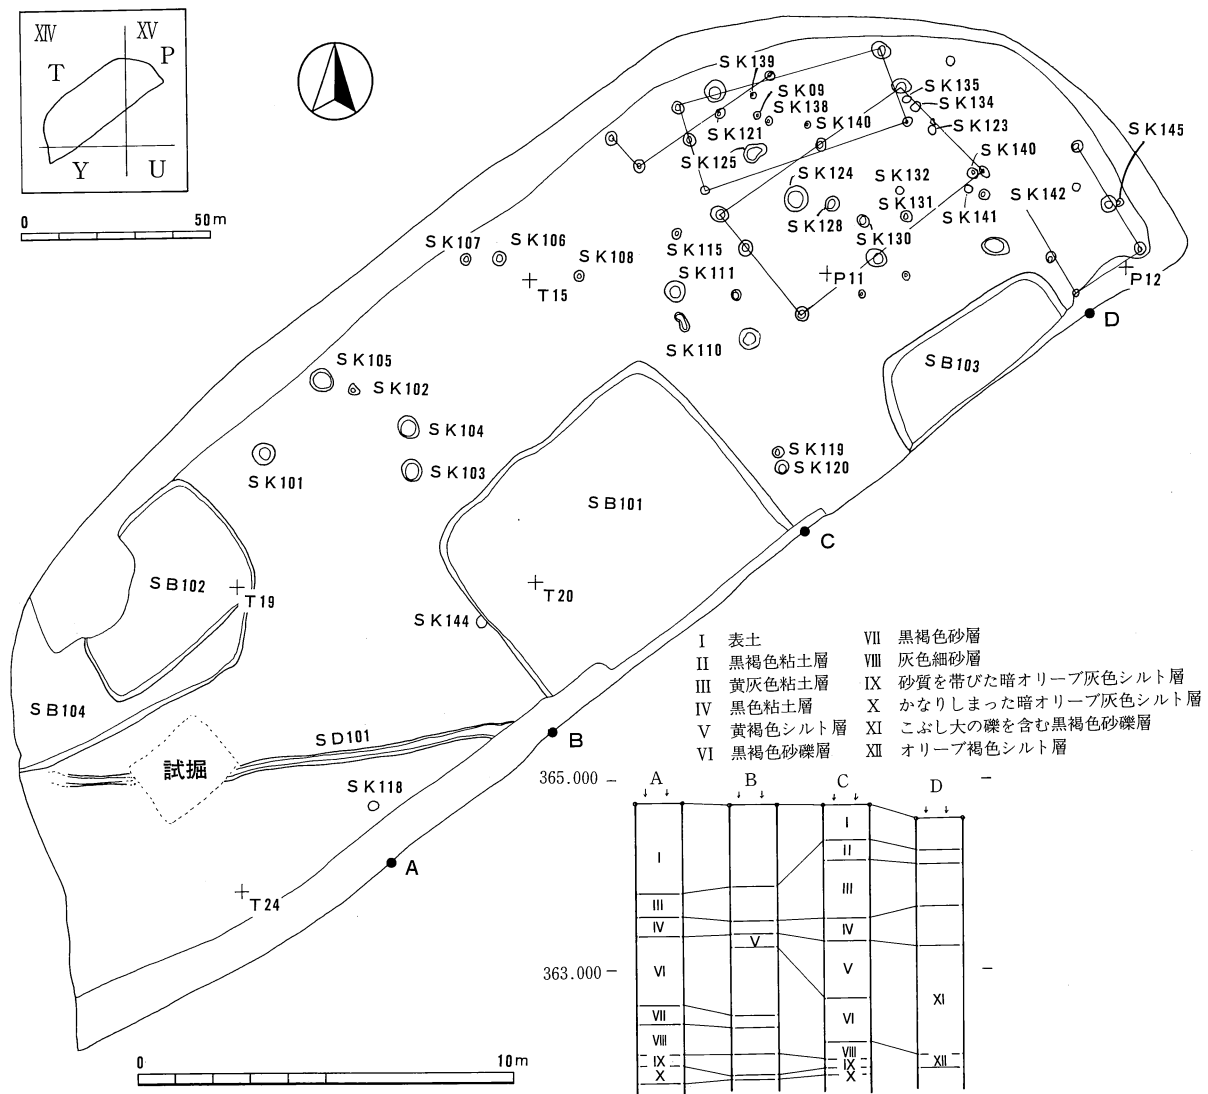 XIV
XV
T
P
Y
U
0
50m
SK139
SK09
SK138
SK140
SK121
SK125
SK135
SK134
SK123
SK145
SK140
SK124
SK132
SK142
SK131
SK141
SK128
SK130
SK107
SK106
SK108
SK115
SK111
T15
P11
P12
D
SK110
SB103
SK105
SK102
SK104
SK103
SK101
SK119
SK120
SB101
C
SB102
T19
T20
SK144
SB104
SD101
B
試掘
SK118
A
T24
0
10m
I 表土
II 黒褐色粘土層
III 黄灰色粘土層
IV 黒色粘土層
V 黄褐色シルト層
VI 黒褐色砂礫層
VII 黒褐色砂層
VIII 灰色細砂層
IX 砂質を帯びた暗オリーブ灰色シルト層
X かなりしまった暗オリーブ灰色シルト層
XI こぶし大の礫を含む黒褐色砂礫層
XII オリーブ褐色シルト層
365.000
363.000
A
B
C
D
I
III
IV
VI
VII
VIII
IX
X
V
I
II
III
IV
V
VI
VIII
IX
X
XI
XII